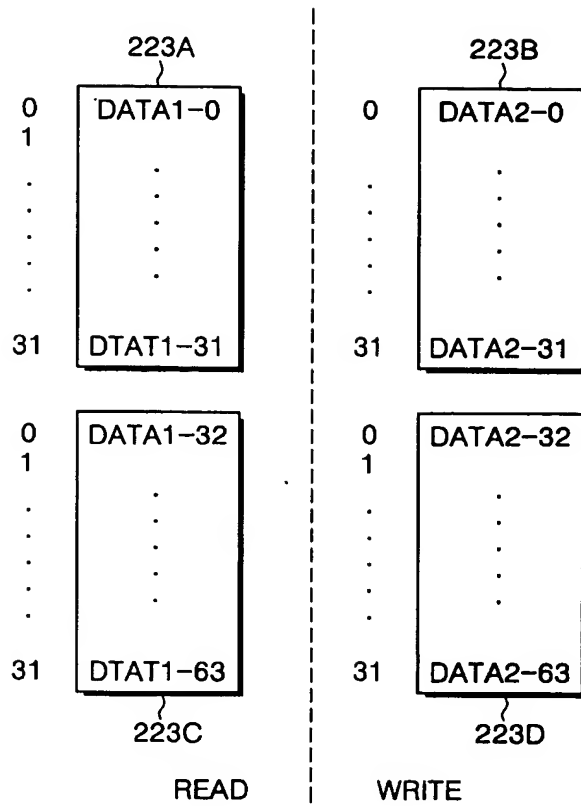 223A
0
DATA1-0
1
31
DTAT1-31
0
DATA1-32
1
31
DTAT1-63
223C
READ
223B
0
DATA2-0
31
DATA2-31
0
DATA2-32
1
31
DATA2-63
223D
WRITE